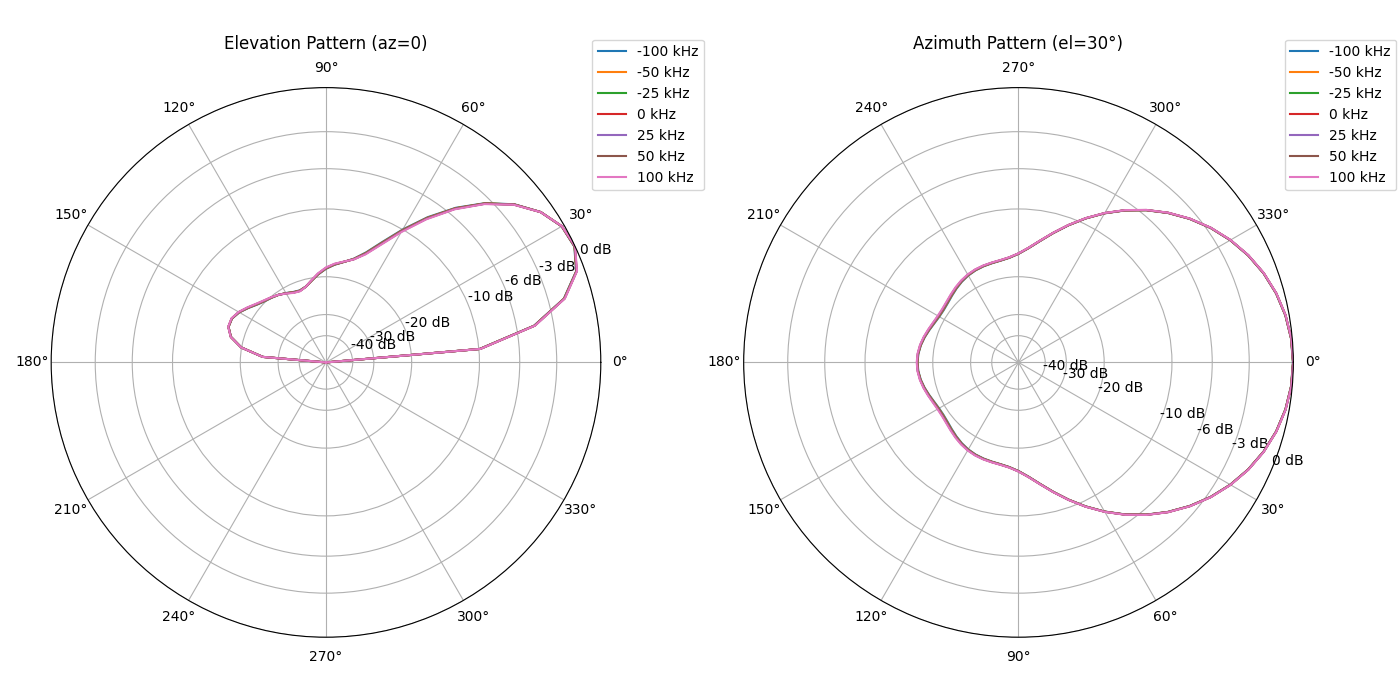 Elevation Pattern (az=0)
90°
120°
60°
150°
30°
180°
0°
210°
330°
240°
300°
270°
0 dB
-3 dB
-6 dB
-10 dB
-20 dB
-30 dB
-40 dB
-100 kHz
-50 kHz
-25 kHz
0 kHz
25 kHz
50 kHz
100 kHz
Azimuth Pattern (el=30°)
270°
240°
300°
210°
330°
180°
0°
150°
30°
120°
60°
90°
-40 dB
-30 dB
-20 dB
-10 dB
-6 dB
-3 dB
0 dB
-100 kHz
-50 kHz
-25 kHz
0 kHz
25 kHz
50 kHz
100 kHz